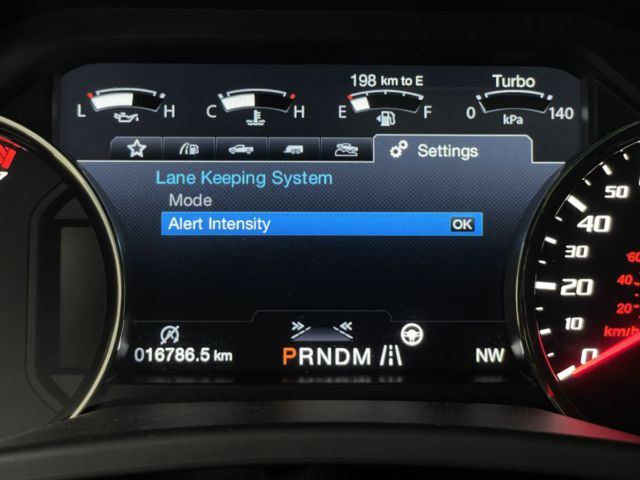 198 km to E
Turbo
L H
C H
E F
0 kPa 140
Settings
Lane Keeping System
Mode
Alert Intensity OK
016786.5 km
PRNDM
NW
50
40
30
20
10
0
60
40
20
km/h